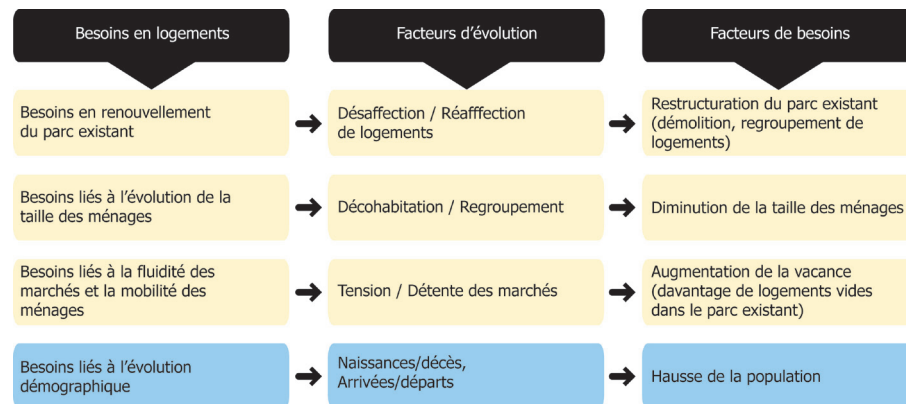 Besoins en logements
Facteurs d'évolution
Facteurs de besoins
Besoins en renouvellement
du parc existant
Désaffection / Réafffection
de logements
Restructuration du parc existant
(démolition, regroupement de
logements)
Besoins liés à l'évolution de la
taille des ménages
Décohabitation / Regroupement
Diminution de la taille des ménages
Besoins liés à la fluidité des
marchés et la mobilité des
ménages
Tension / Détente des marchés
Augmentation de la vacance
(davantage de logements vides
dans le parc existant)
Besoins liés à l'évolution
démographique
Naissances/décès,
Arrivées/départs
Hausse de la population